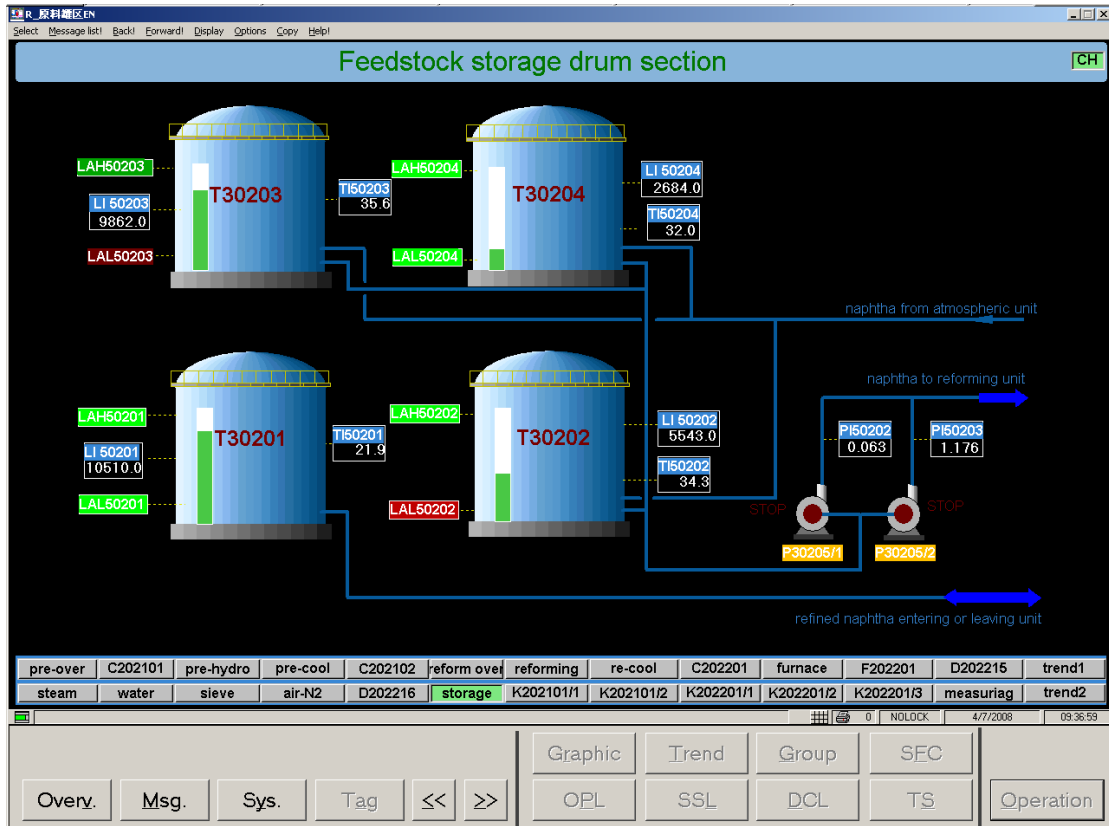 R_原料罐区EN
Select Message list! Back! Forward! Display Options Copy Help!
Feedstock storage drum section
CH
LAH50203
T30203
TI50203
35.6
LI 50203
9862.0
LAL50203
LAH50204
T30204
LI 50204
2684.0
TI50204
32.0
LAL50204
naphtha from atmospheric unit
naphtha to reforming unit
LAH50201
T30201
TI50201
21.9
LI 50201
10510.0
LAL50201
LAH50202
T30202
LI 50202
5543.0
TI50202
34.3
LAL50202
PI50202
0.063
PI50203
1.176
STOP
STOP
P30205/1
P30205/2
refined naphtha entering or leaving unit
pre-over C202101 pre-hydro pre-cool C202102 reform over reforming re-cool C202201 furnace F202201 D202215 trend1
steam water sieve air-N2 D202216 storage K202101/1 K202101/2 K202201/1 K202201/2 K202201/3 measuriag trend2
0 NOLOCK 4/7/2008 09:36:59
Graphic Trend Group SFC
Overv. Msg. Sys. Tag << >> OPL SSL DCL TS Operation